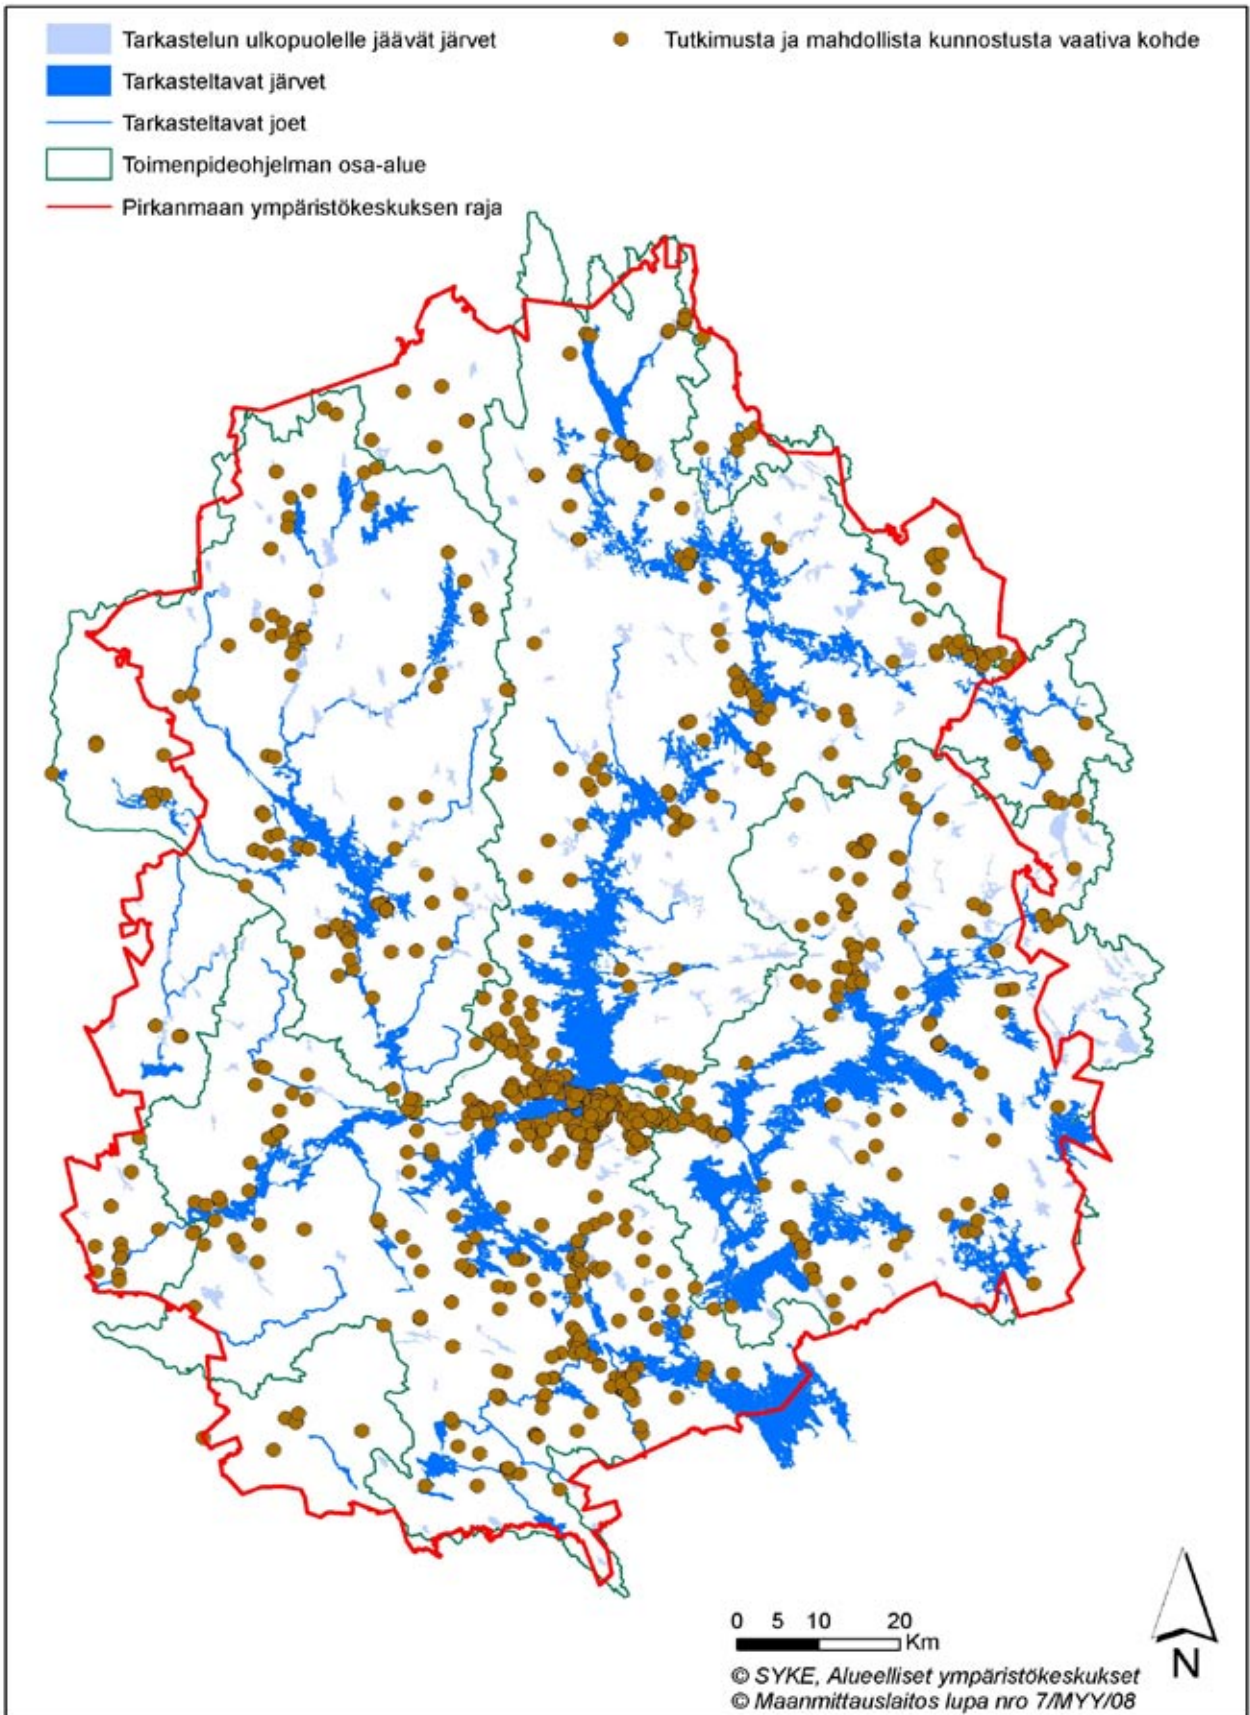 Tarkastelun ulkopuolelle jäävät järvet
Tutkimusta ja mahdollista kunnostusta vaativa kohde
Tarkasteltavat järvet
Tarkasteltavat joet
Toimenpideohjelman osa-alue
Pirkanmaan ympäristökeskuksen raja
0 5 10 20
Km
N
© SYKE, Alueelliset ympäristökeskukset
© Maanmittauslaitos lupa nro 7/MYY/08